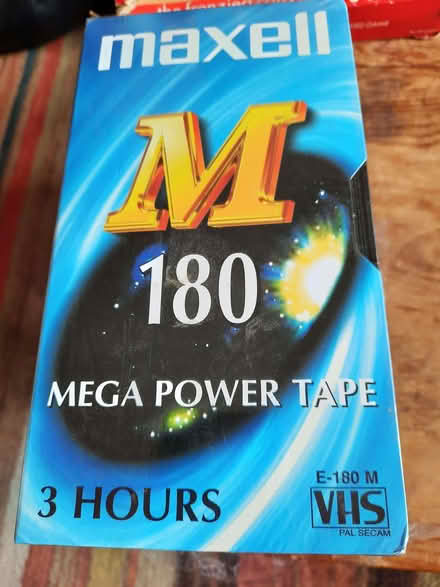 maxell
M
180
MEGA POWER TAPE
3 HOURS
E-180 M
VHS
PAL SECAM